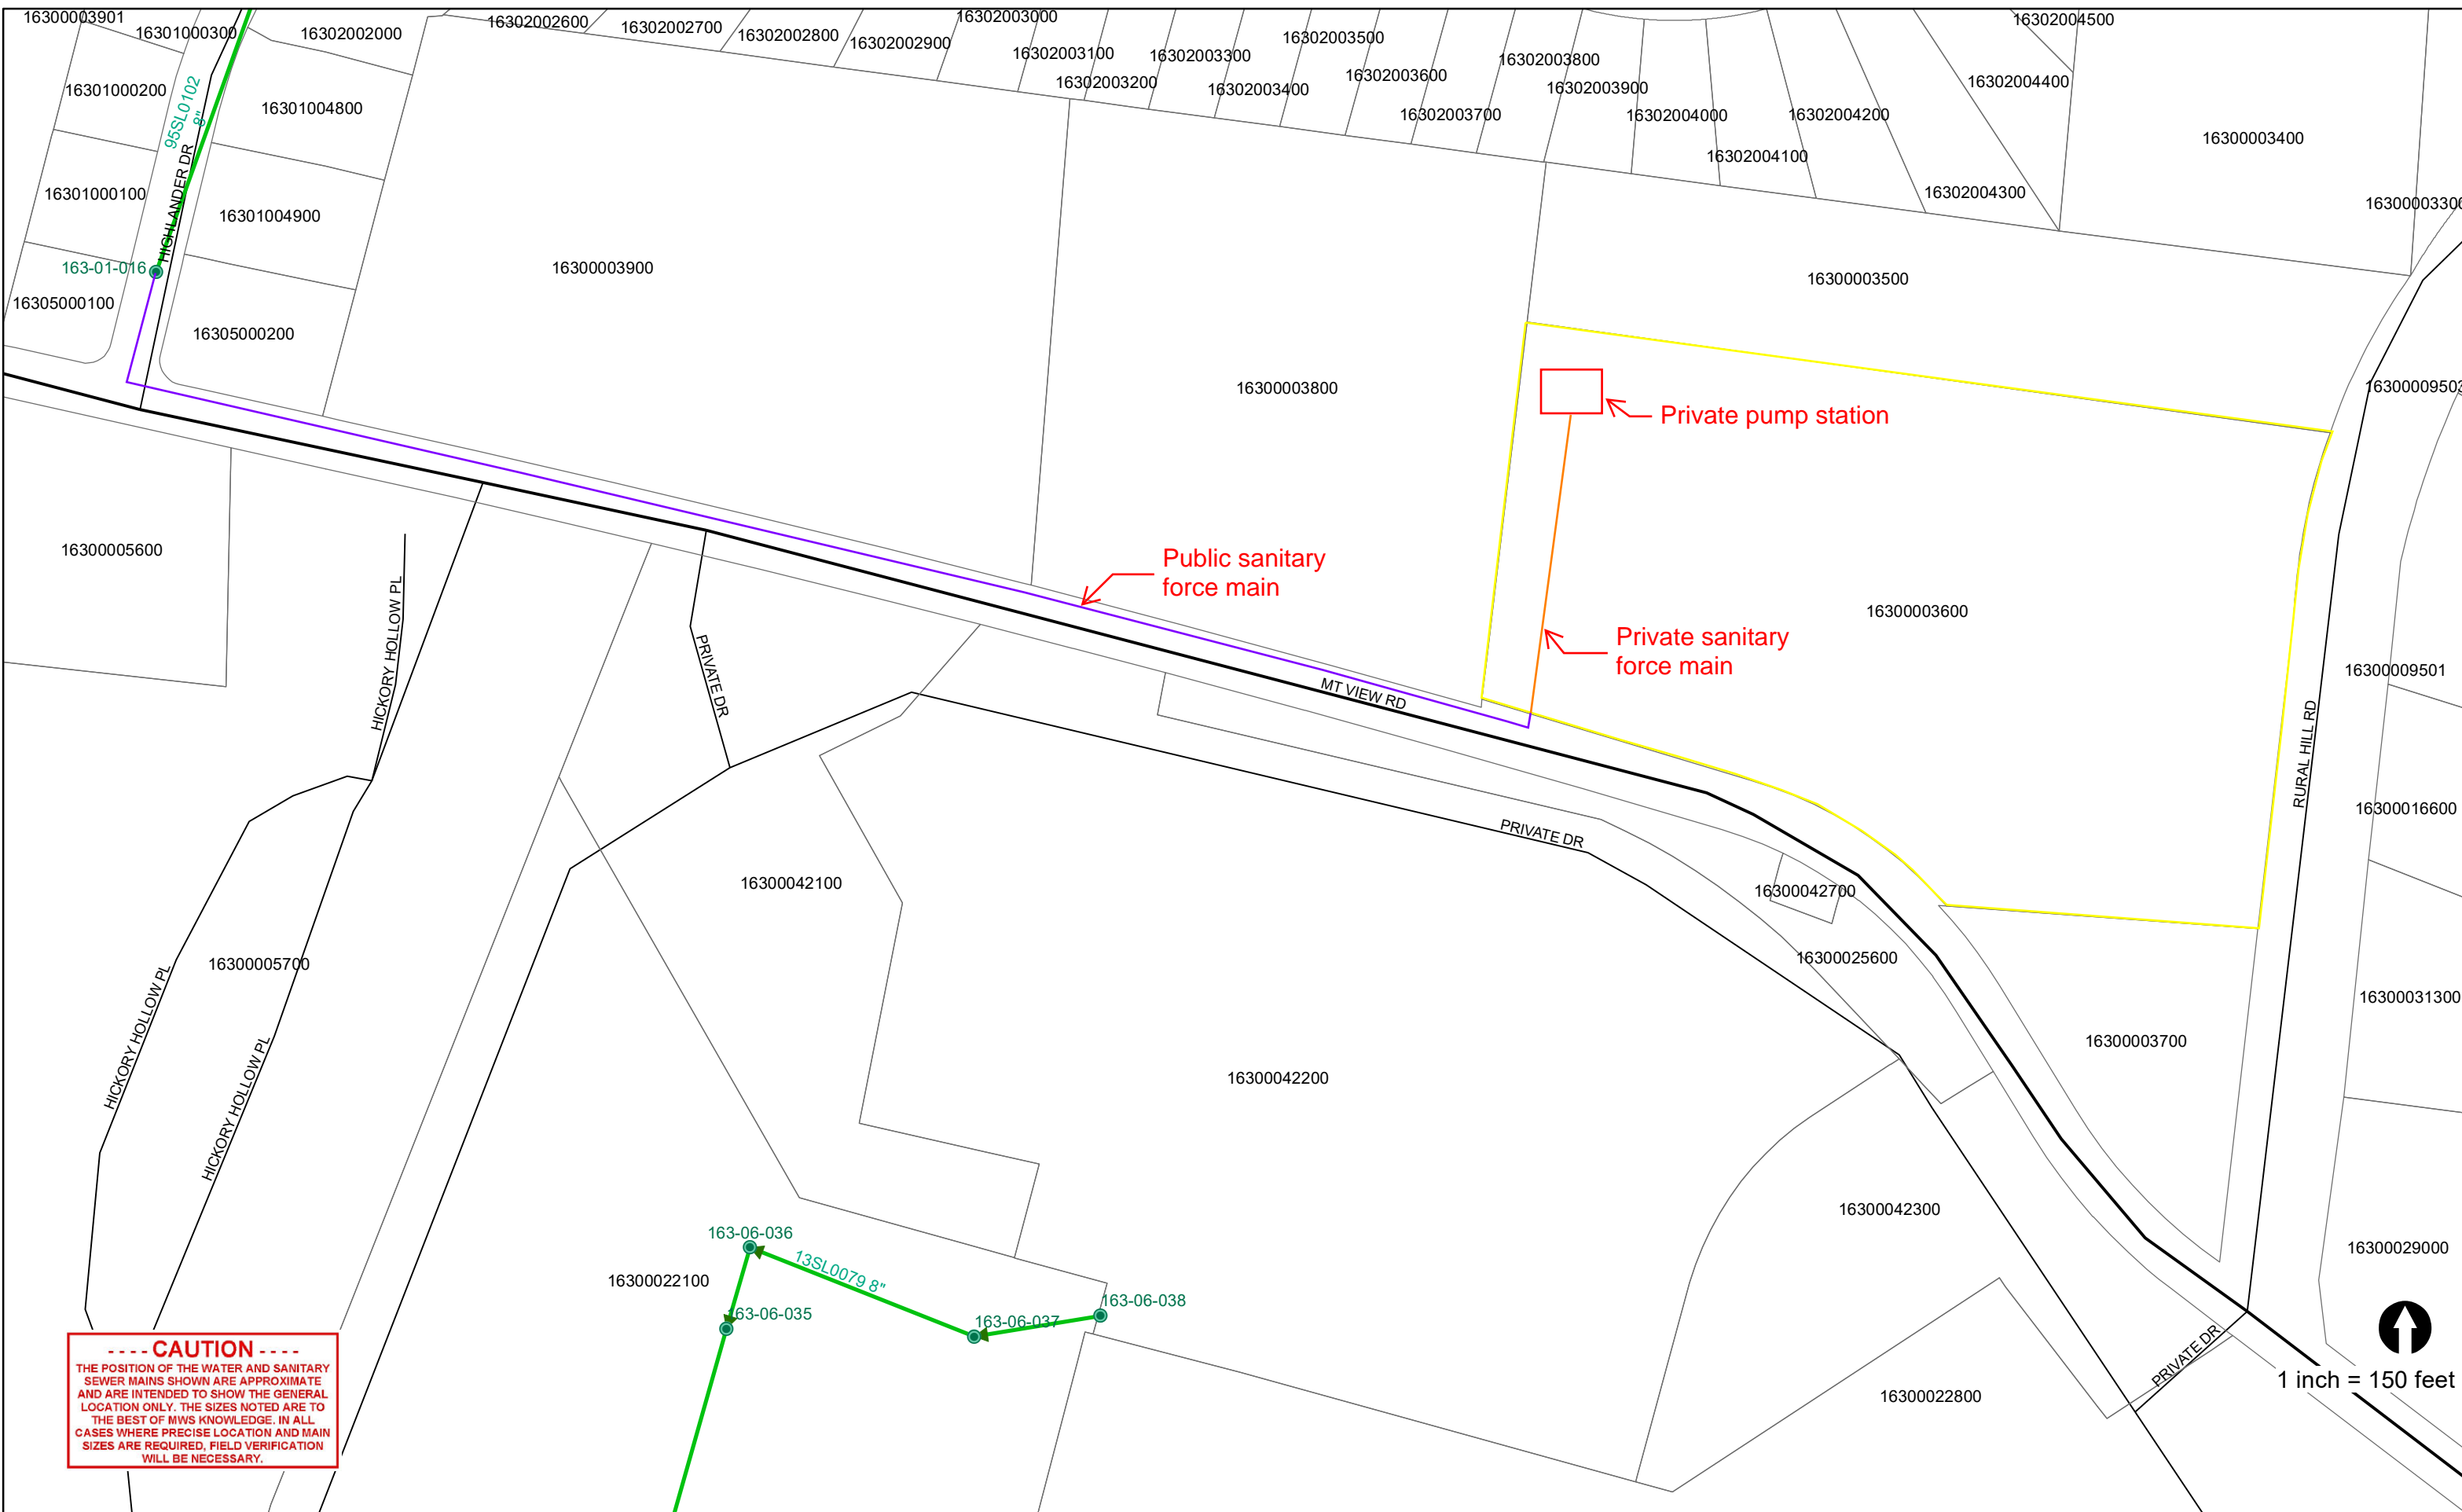 16300003901
16301000300
16302002000
16302002600
16302002700
16302002800
16302002900
16302003000
16302003100
16302003200
16302003300
16302003400
16302003500
16302003600
16302003700
16302003800
16302003900
16302004000
16302004100
16302004200
16302004300
16302004400
16302004500
16300003400
16301000200
95SL0102
8"
16301004800
16301000100
HIGHLANDER DR
16301004900
163-01-016
16305000100
16305000200
16300003900
16300003800
16300003500
1630000330
1630000950
Private pump station
16300005600
Public sanitary
force main
Private sanitary
force main
16300003600
HICKORY HOLLOW PL
PRIVATE DR
MT VIEW RD
RURAL HILL RD
16300009501
16300016600
PRIVATE DR
16300042100
16300042700
16300025600
16300005700
HICKORY HOLLOW PL
HICKORY HOLLOW PL
16300031300
16300003700
16300042200
16300042300
163-06-036
13SL0079 8"
16300022100
163-06-035
163-06-037
163-06-038
16300029000
PRIVATE DR
16300022800
1 inch = 150 feet
- - - - CAUTION - - - -
THE POSITION OF THE WATER AND SANITARY
SEWER MAINS SHOWN ARE APPROXIMATE
AND ARE INTENDED TO SHOW THE GENERAL
LOCATION ONLY. THE SIZES NOTED ARE TO
THE BEST OF MWS KNOWLEDGE. IN ALL
CASES WHERE PRECISE LOCATION AND MAIN
SIZES ARE REQUIRED, FIELD VERIFICATION
WILL BE NECESSARY.